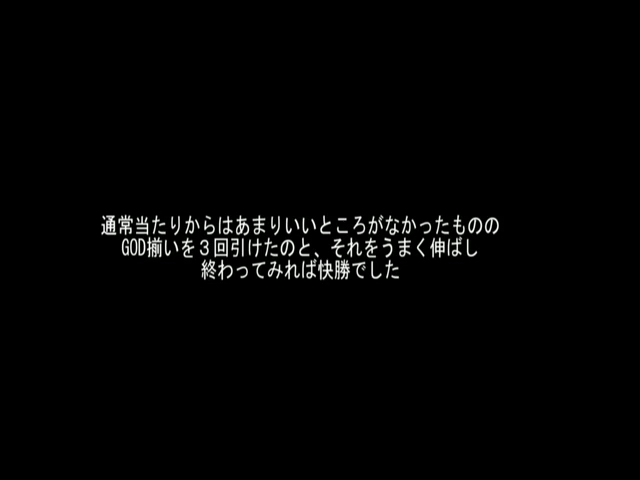 通常当たりからはあまりいいところがなかったものの
GOD揃いを３回引けたのと、それをうまく伸ばし
終わってみれば快勝でした